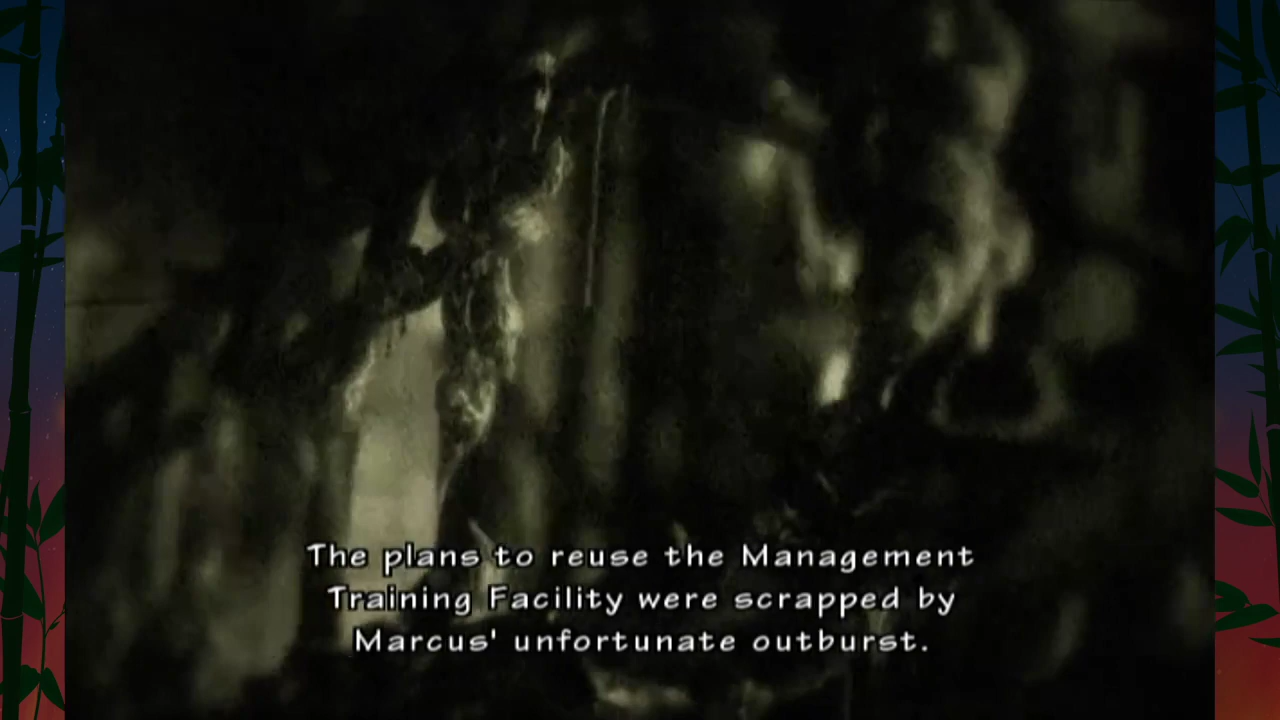 The plans to reuse the Management
Training Facility were scrapped by
Marcus' unfortunate outburst.